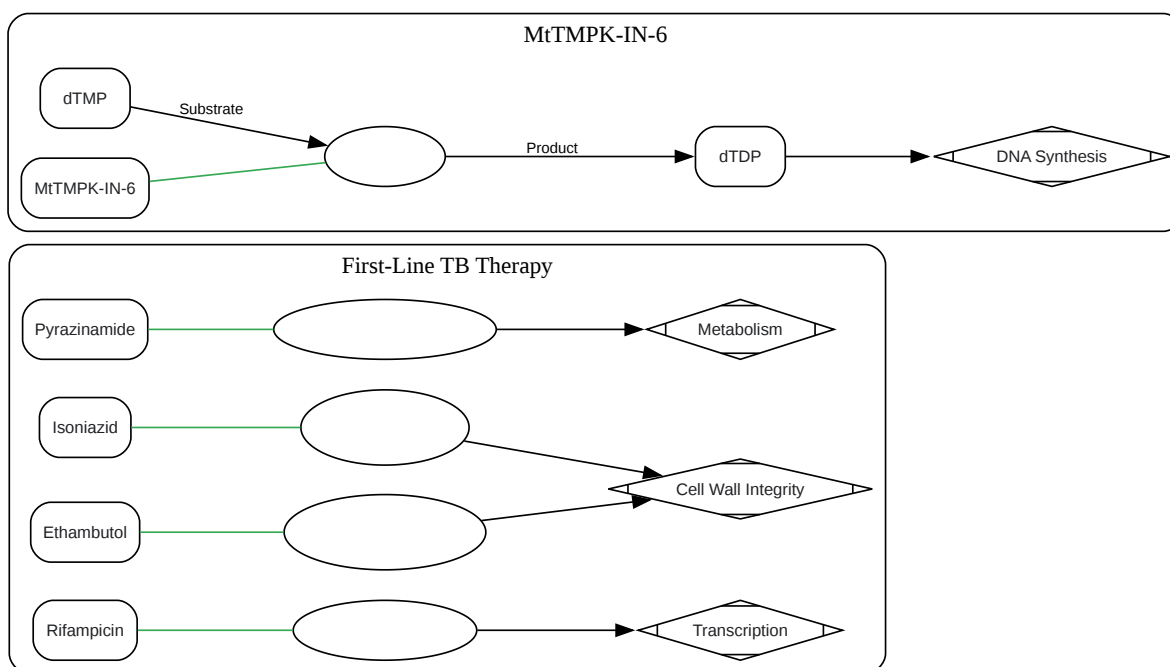 MtTMPK-IN-6
dTMP
Substrate
MtTMPK-IN-6
Product
dTDP
DNA Synthesis
First-Line TB Therapy
Pyrazinamide
Metabolism
Isoniazid
Cell Wall Integrity
Ethambutol
Rifampicin
Transcription